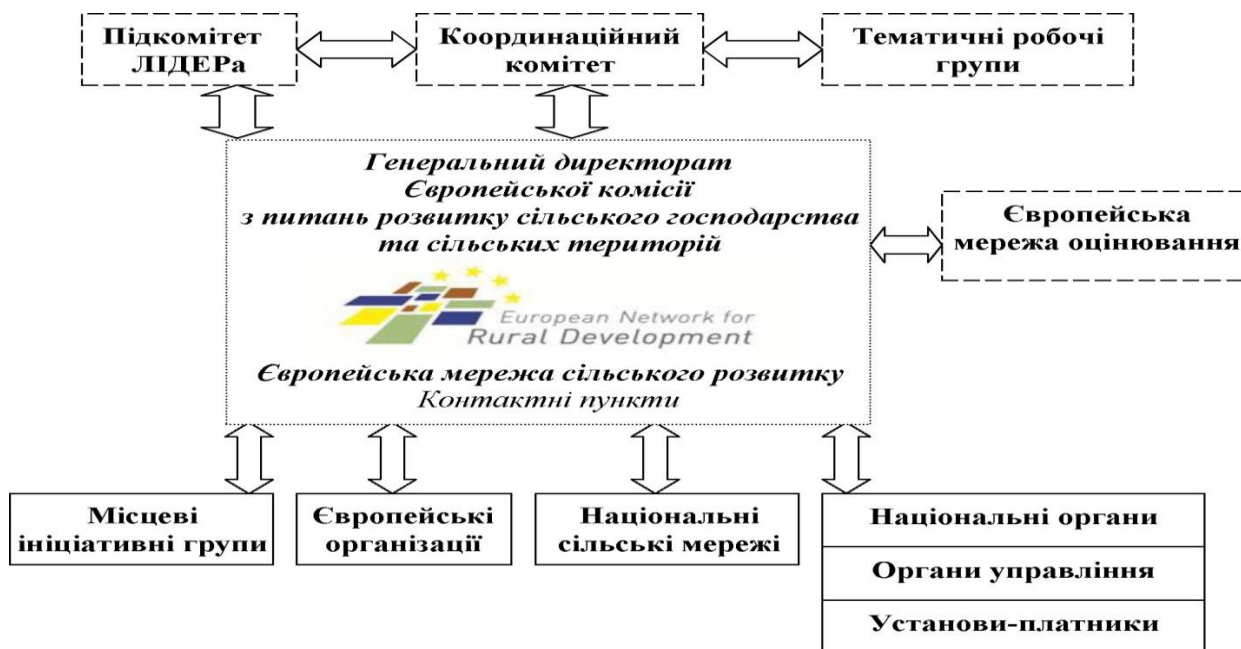 Підкомітет
ЛІДЕРа
Координаційний
комітет
Тематичні робочі
групи
Генеральний директорат
Європейської комісії
з питань розвитку сільського господарства
та сільських територій
Європейська
мережа оцінювання
European Network for
Rural Development
Європейська мережа сільського розвитку
Контактні пункти
Місцеві
ініціативні групи
Європейські
організації
Національні
сільські мережі
Національні органи
Органи управління
Установи-платники